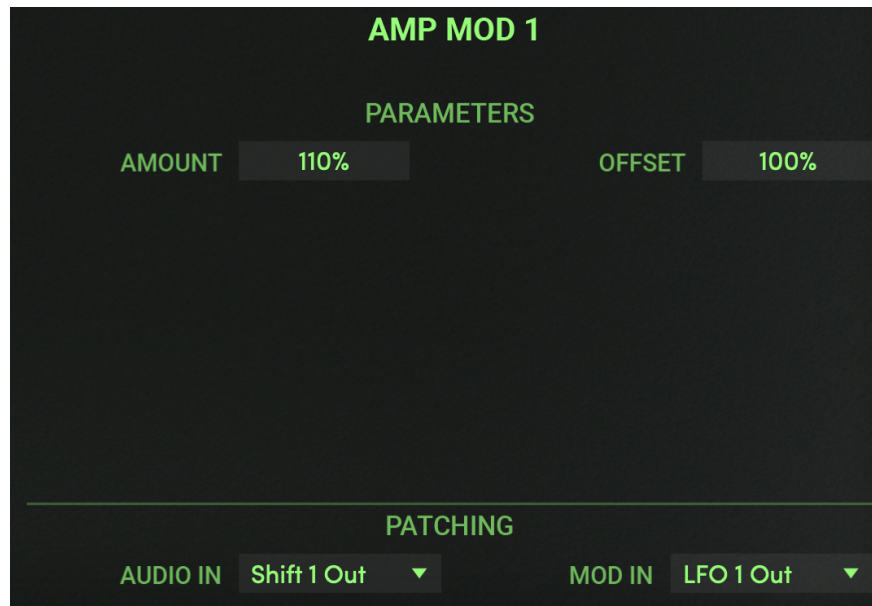 AMP MOD 1
PARAMETERS
AMOUNT 110% OFFSET 100%
PATCHING
AUDIO IN Shift 1 Out MOD IN LFO 1 Out